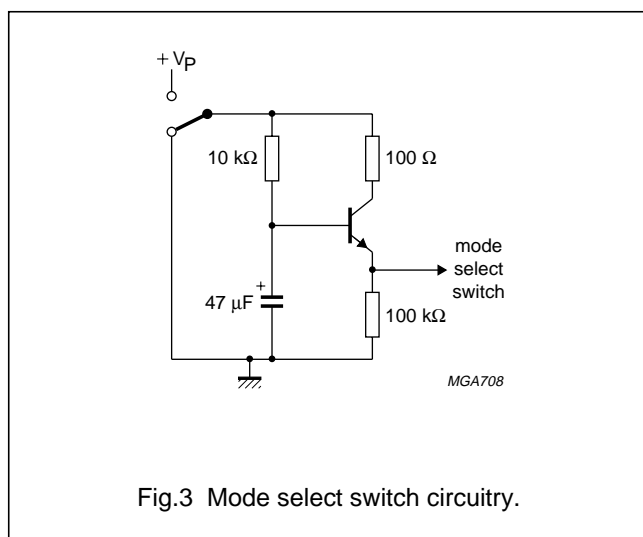 + VP
10 kΩ
100 Ω
mode
select
switch
+
47 μF
100 kΩ
MGA708
Fig.3 Mode select switch circuitry.